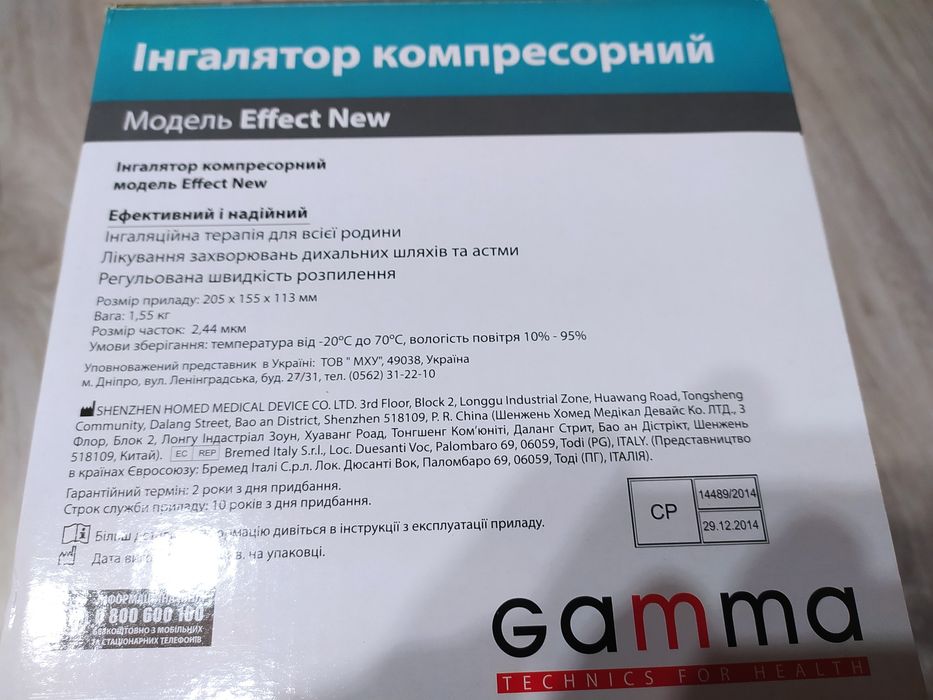 Інгалятор компресорний
Модель Effect New
Інгалятор компресорний
модель Effect New
Ефективний і надійний
Інгаляційна терапія для всієї родини
Лікування захворювань дихальних шляхів та астми
Регульована швидкість розпилення
Розмір приладу: 205 x 155 x 113 мм
Вага: 1,55 кг
Розмір часток: 2,44 мкм
Умови зберігання: температура від -20ºС до 70ºС, вологість повітря 10% - 95%
Уповноважений представник в Україні: ТОВ " МХУ", 49038, Україна
м. Дніпро, вул. Ленінградська, буд. 27/31, тел. (0562) 31-22-10
SHENZHEN HOMED MEDICAL DEVICE CO. LTD. 3rd Floor, Block 2, Longgu Industrial Zone, Huawang Road, Tongsheng
Community, Dalang Street, Bao an District, Shenzhen 518109, P. R. China (Шенжень Хомед Медікал Девайс Ко. ЛТД., 3
Флор, Блок 2, Лонгу Індастріал Зоун, Хуаванг Роад, Тонгшенг Ком'юніті, Даланг Стрит, Бао ан Дістрікт, Шенжень
518109, Китай). EC REP Bremed Italy S.r.l., Loc. Duesanti Voc, Palombaro 69, 06059, Todi (PG), ITALY. (Представництво
в країнах Євросоюзу: Бремед Італі С.р.л. Лок. Дюсанті Вок, Паломбаро 69, 06059, Тоді (ПГ), ІТАЛІЯ).
Гарантійний термін: 2 роки з дня придбання.
Строк служби приладу: 10 років з дня придбання.
СР 14489/2014
29.12.2014
Більш дивіться в інструкції з експлуатації приладу.
Дата на упаковці.
0 800 600 100
БЕЗКОШТОВНО З МОБІЛЬНИХ
ТА СТАЦІОНАРНИХ ТЕЛЕФОНІВ
Gamma
TECHNICS FOR HEALTH